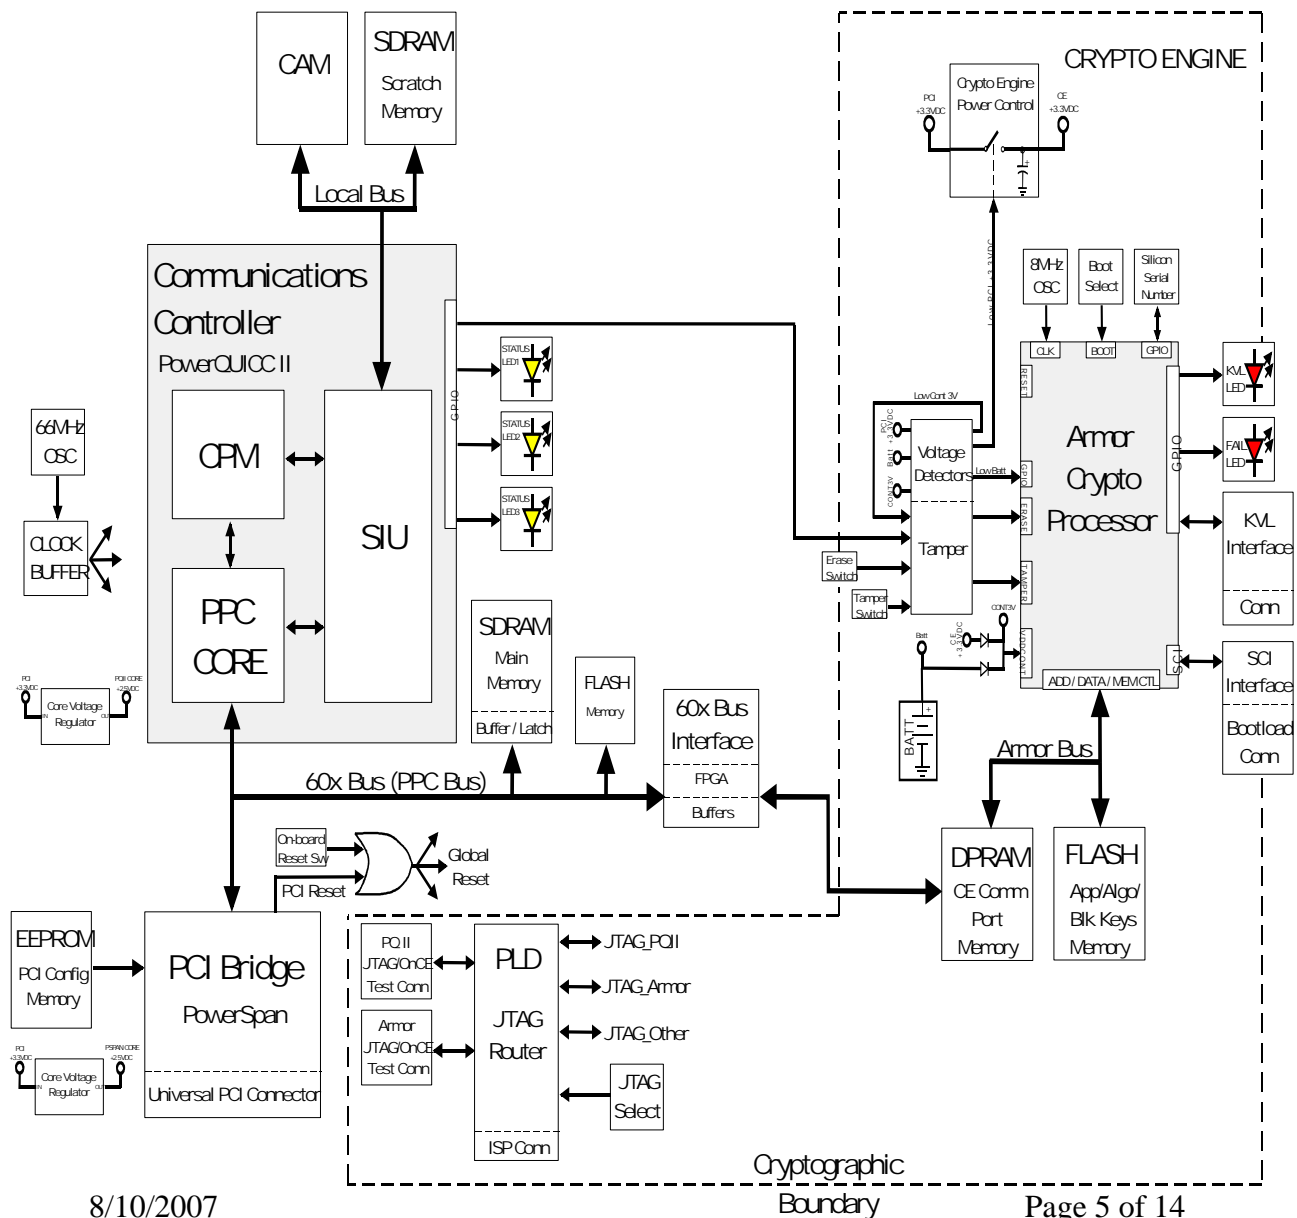 CAM
SDRAM
Scratch
Memory
Local Bus
CRYPTO ENGINE
Crypto Engine
Power Control
PCI
+3.3VDC
CE
+3.3VDC
Low PCI +3.3VDC
Communications
Controller
PowerQUICC II
GPIO
CPM
SIU
PPC
CORE
STATUS
LED1
STATUS
LED2
STATUS
LED3
66MHz
OSC
CLOCK
BUFFER
PCI
+3.3VDC
PQII CORE
+2.5VDC
IN
Core Voltage
Regulator
OUT
8MHz
OSC
Boot
Select
Silicon
Serial
Number
CLK
BOOT
GPIO
RESET
GPIO
ERASE
TAMPER
VDDCONT
Armor
Crypto
Processor
GPIO
SCI
ADD / DATA / MEM CTL
KVL
LED
FAIL
LED
KVL
Interface
Conn
SCI
Interface
Bootload
Conn
Low Cont 3V
PCI
+3.3VDC
Batt
CONT3V
Voltage
Detectors
Low Batt
Tamper
Erase
Switch
Tamper
Switch
Batt
CE
+3.3VDC
CONT3V
BATT
+
Armor Bus
SDRAM
Main
Memory
Buffer / Latch
FLASH
Memory
60x Bus
Interface
FPGA
Buffers
60x Bus (PPC Bus)
On-board
Reset Sw
PCI Reset
Global
Reset
DPRAM
CE Comm
Port
Memory
FLASH
App/Algo/
Blk Keys
Memory
EEPROM
PCI Config
Memory
PCI Bridge
PowerSpan
Universal PCI Connector
PCI
+3.3VDC
PSPAN CORE
+2.5VDC
IN
Core Voltage
Regulator
OUT
PQ II
JTAG/OnCE
Test Conn
Armor
JTAG/OnCE
Test Conn
PLD
JTAG
Router
ISP Conn
JTAG_PQII
JTAG_Armor
JTAG_Other
JTAG
Select
Cryptographic
Boundary
8/10/2007
Page 5 of 14